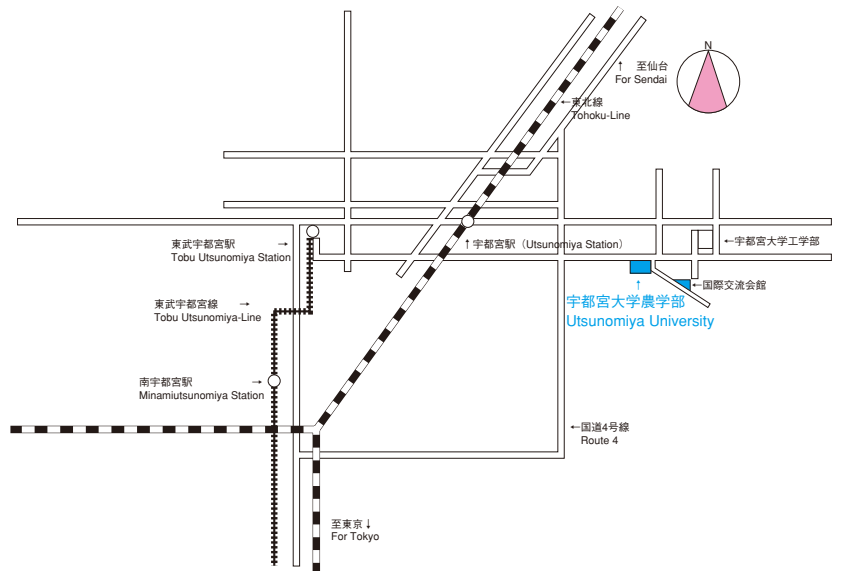 ↑ 至仙台
For Sendai
N
←東北線
Tohoku-Line
東武宇都宮駅 →
Tobu Utsunomiya Station
↑宇都宮駅（Utsunomiya Station）
←宇都宮大学工学部
←国際交流会館
東武宇都宮線 →
Tobu Utsunomiya-Line
↑
宇都宮大学農学部
Utsunomiya University
南宇都宮駅 →
Minamiutsunomiya Station
←国道4号線
Route 4
至東京↓
For Tokyo